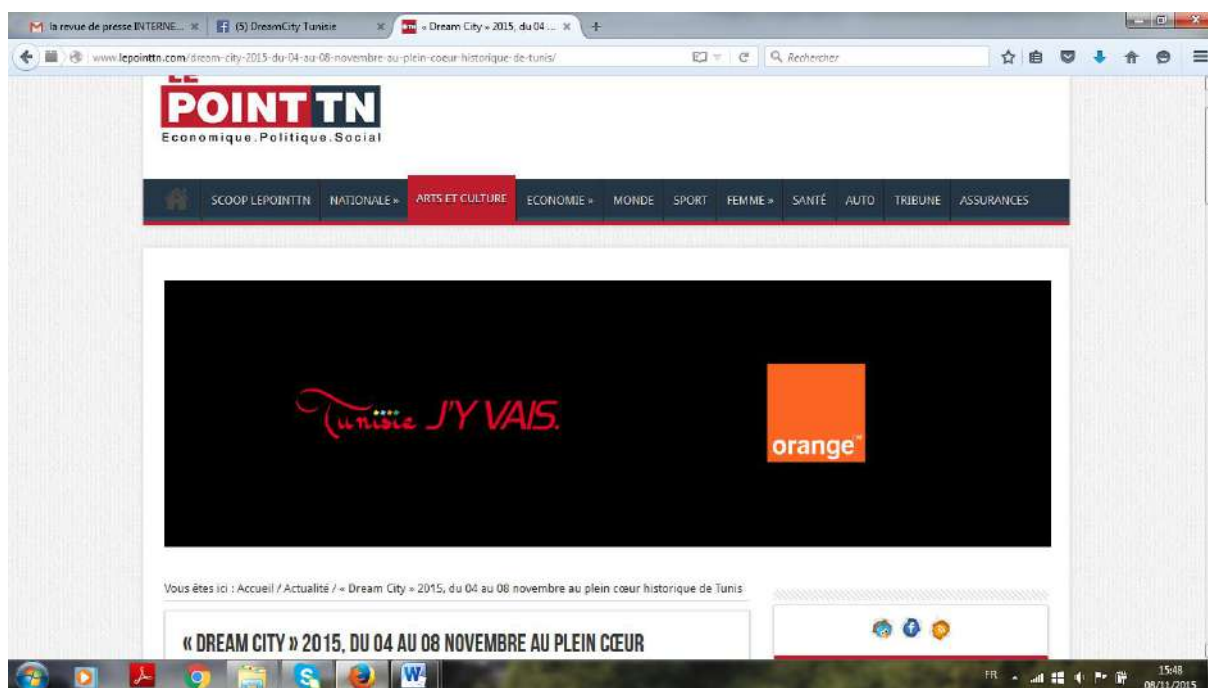 la revue de presse INTERNE...
(5) DreamCity Tunisie
« Dream City » 2015, du 04 ...
www.lepointtn.com/dream-city-2015-du-04-au-08-novembre-au-plein-coeur-historique-de-tunis/
Rechercher
LE
POINT TN
Economique.Politique.Social
SCOOP LEPOINTTN NATIONALE » ARTS ET CULTURE ECONOMIE » MONDE SPORT FEMME » SANTÉ AUTO TRIBUNE ASSURANCES
Tunisie J'Y VAIS.
orange™
Vous êtes ici : Accueil / Actualité / « Dream City » 2015, du 04 au 08 novembre au plein cœur historique de Tunis
« DREAM CITY » 2015, DU 04 AU 08 NOVEMBRE AU PLEIN CŒUR
FR
15:48
08/11/2015